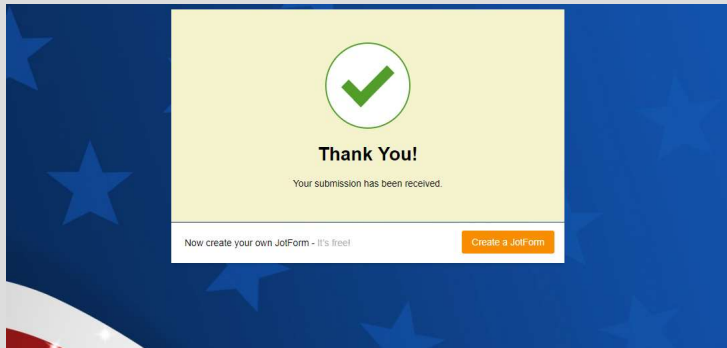 Thank You!
Your submission has been received.
Now create your own JotForm - It's free!
Create a JotForm